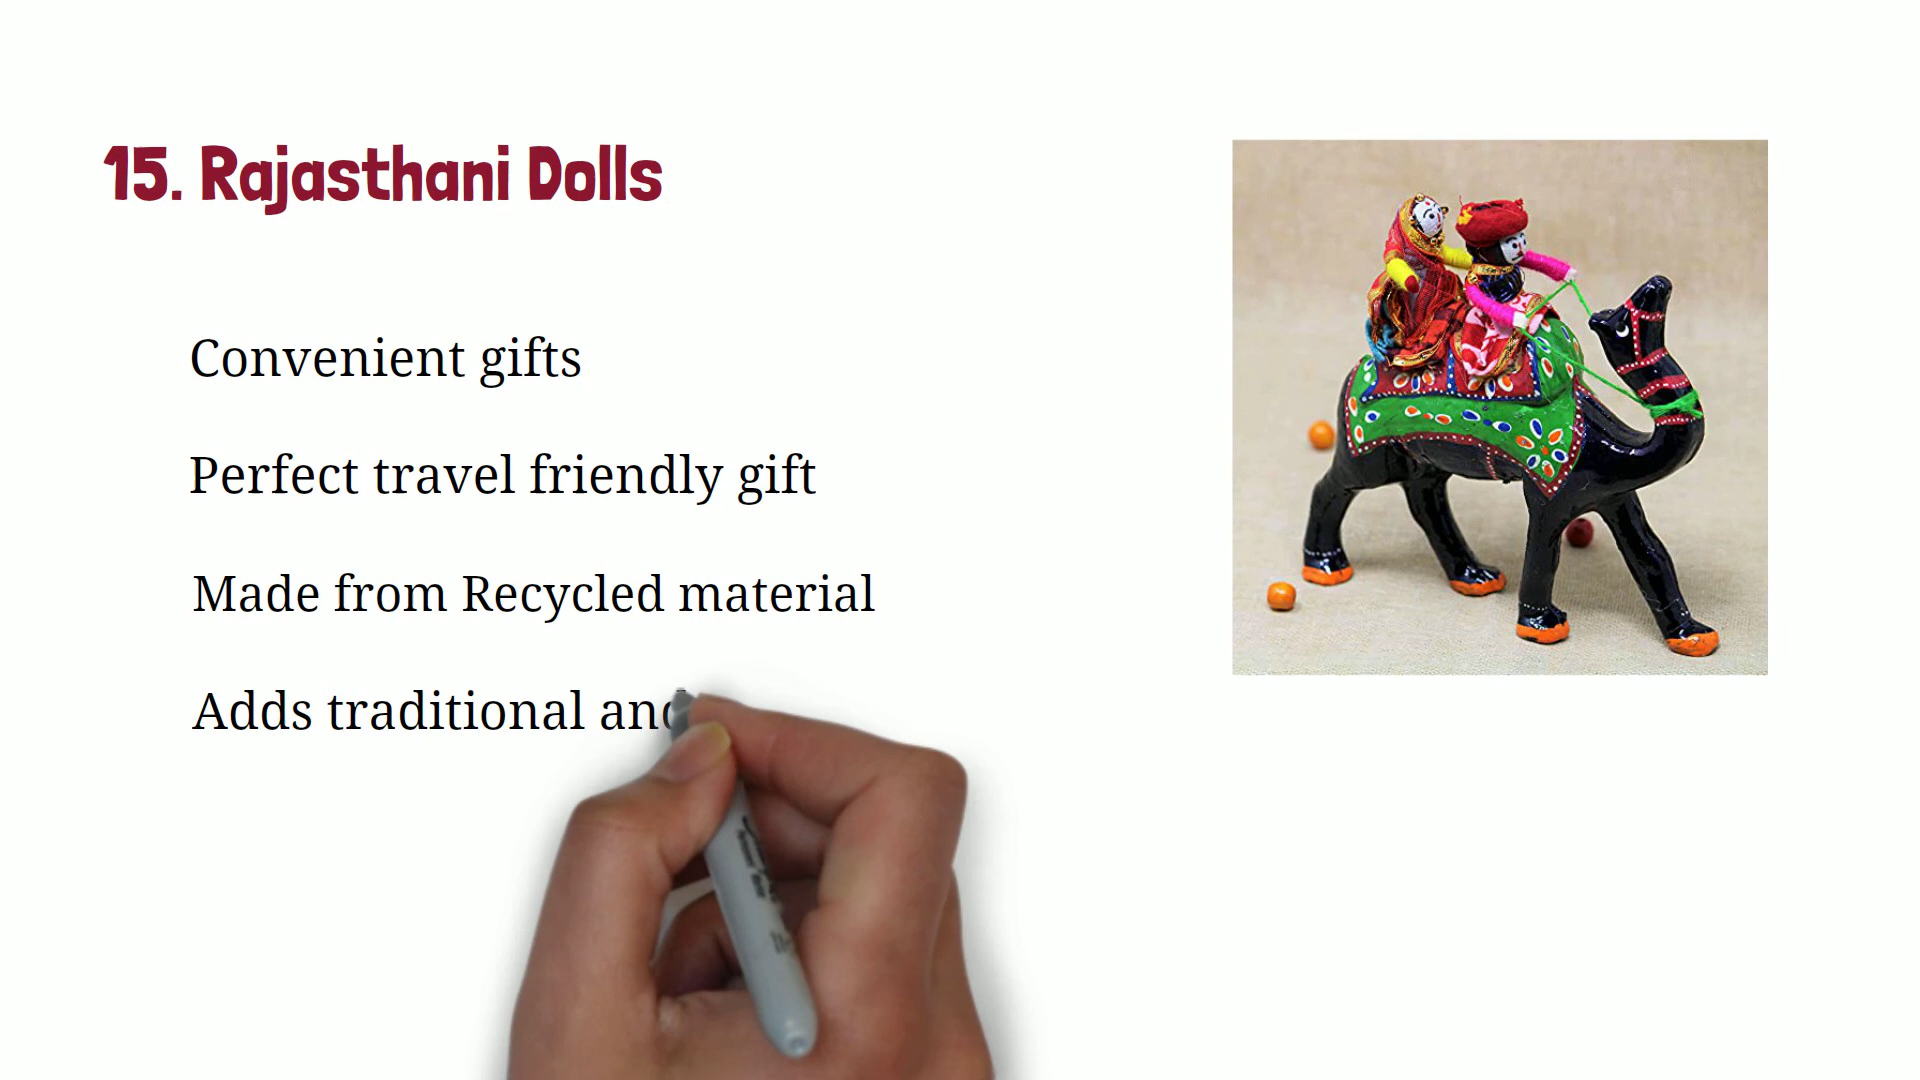 15. Rajasthani Dolls
Convenient gifts
Perfect travel friendly gift
Made from Recycled material
Adds traditional and